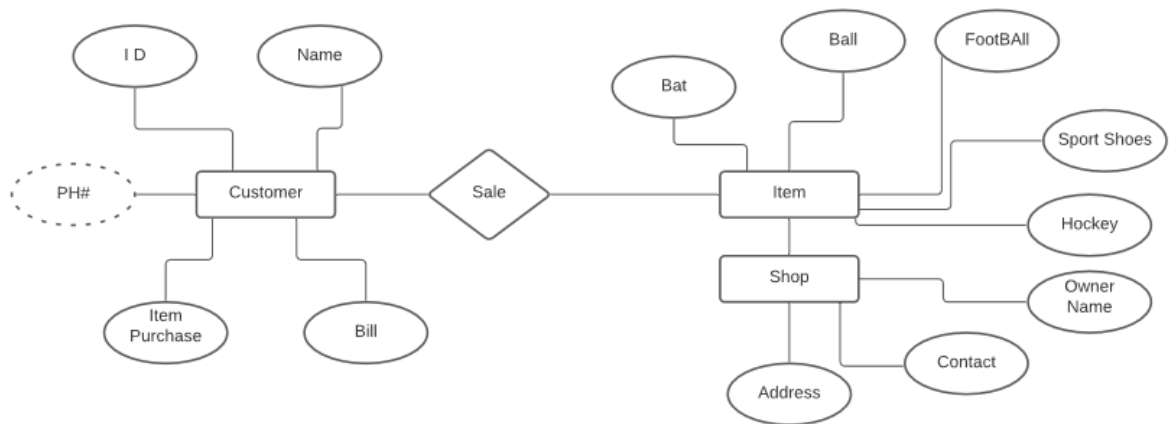 I D
Name
Ball
FootBAll
Bat
Sport Shoes
PH#
Customer
Sale
Item
Hockey
Shop
Owner
Name
Item
Purchase
Bill
Contact
Address